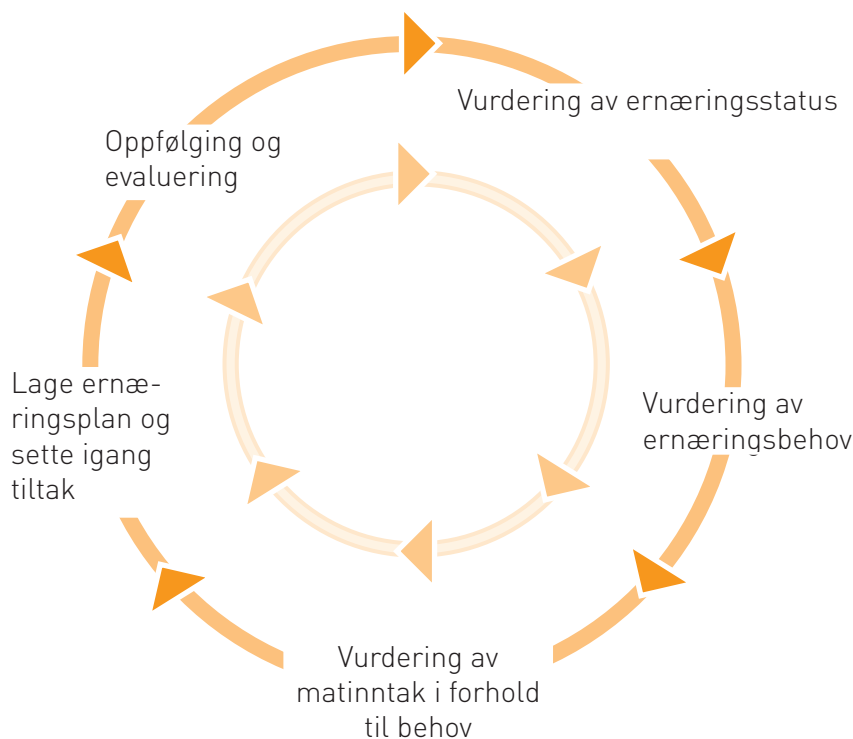 Vurdering av ernæringsstatus
Vurdering av
ernæringsbehov
Vurdering av
matinntak i forhold
til behov
Lage ernæ-
ringsplan og
sette igang
tiltak
Oppfølging og
evaluering